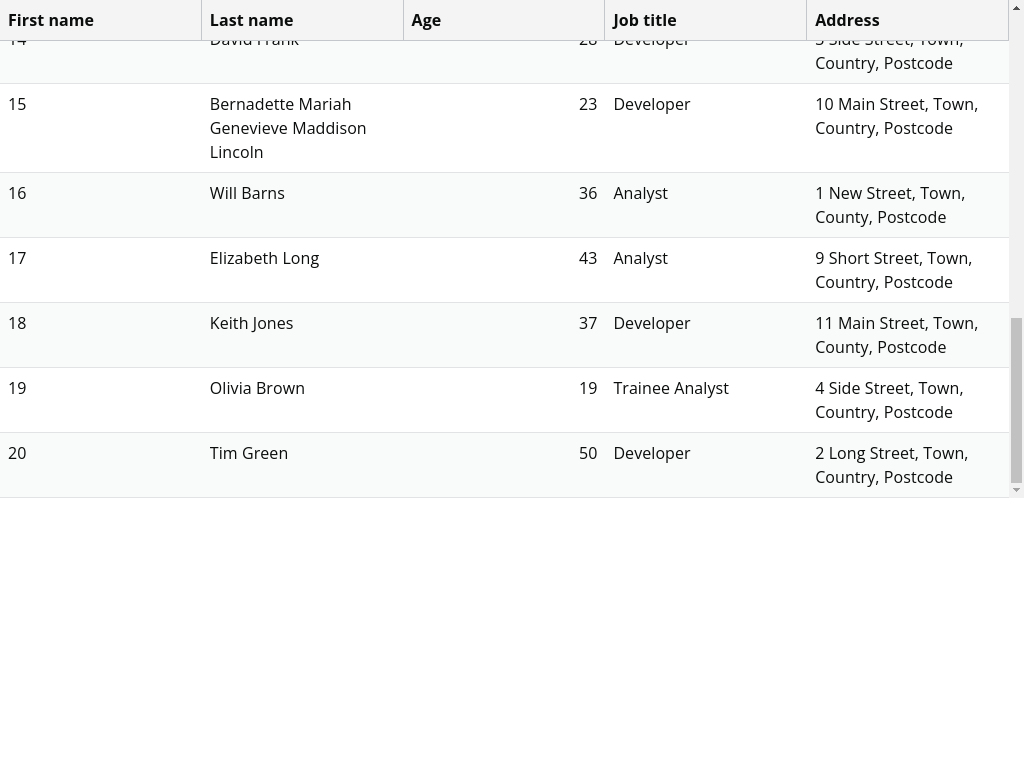 First name Last name Age Job title Address
14 David Frank 28 Developer 3 Side Street, Town,
Country, Postcode
15 Bernadette Mariah 23 Developer 10 Main Street, Town,
Genevieve Maddison Country, Postcode
Lincoln
16 Will Barns 36 Analyst 1 New Street, Town,
County, Postcode
17 Elizabeth Long 43 Analyst 9 Short Street, Town,
Country, Postcode
18 Keith Jones 37 Developer 11 Main Street, Town,
County, Postcode
19 Olivia Brown 19 Trainee Analyst 4 Side Street, Town,
Country, Postcode
20 Tim Green 50 Developer 2 Long Street, Town,
Country, Postcode